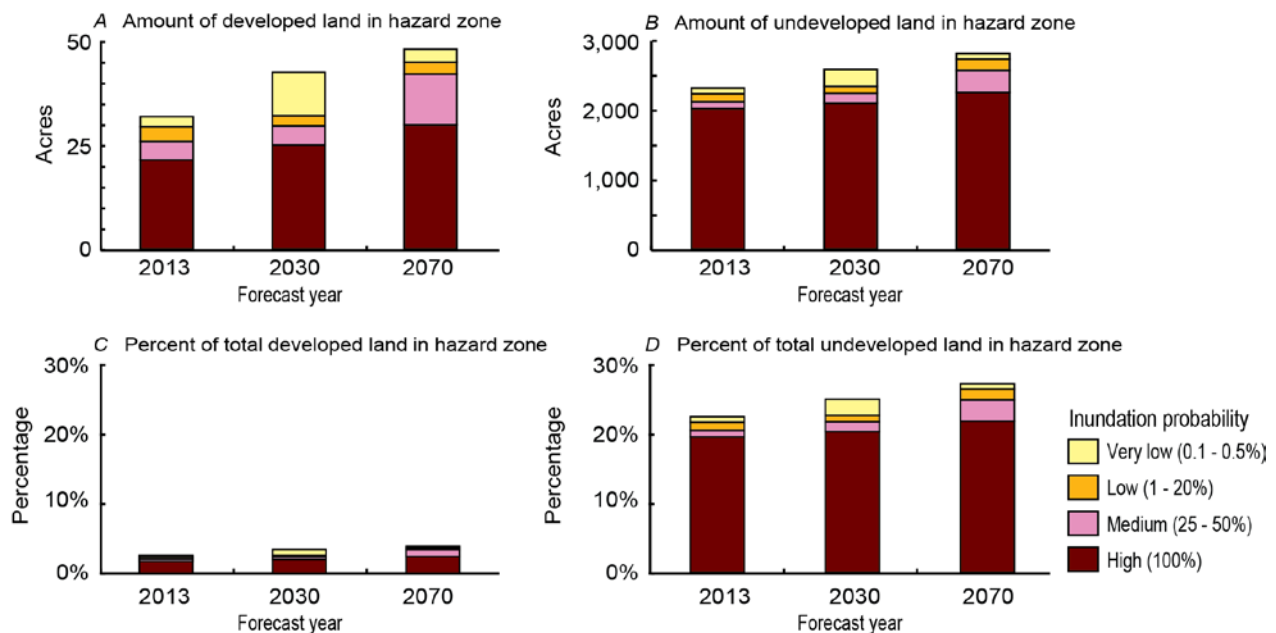 A Amount of developed land in hazard zone
50
25
0
Acres
2013 2030 2070
Forecast year
B Amount of undeveloped land in hazard zone
3,000
2,000
1,000
0
Acres
2013 2030 2070
Forecast year
C Percent of total developed land in hazard zone
30%
20%
10%
0%
Percentage
2013 2030 2070
Forecast year
D Percent of total undeveloped land in hazard zone
30%
20%
10%
0%
Percentage
2013 2030 2070
Forecast year
Inundation probability
Very low (0.1 - 0.5%)
Low (1 - 20%)
Medium (25 - 50%)
High (100%)